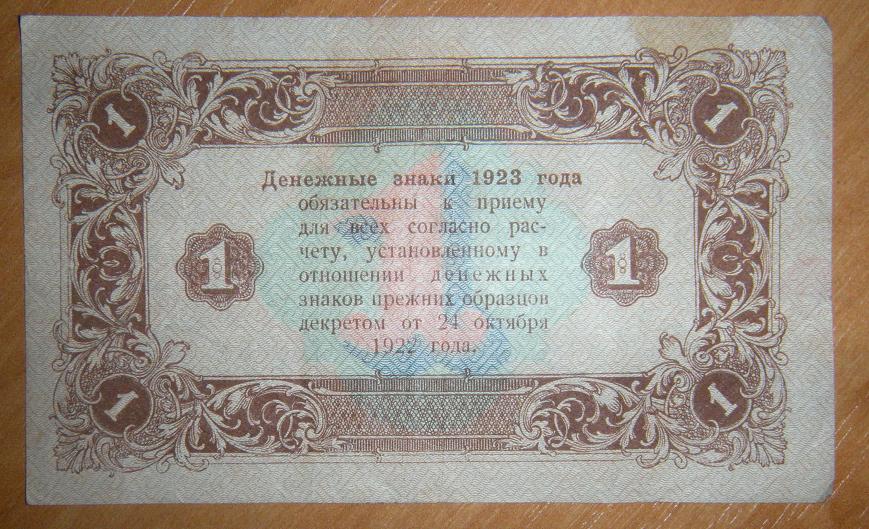 1 1
Денежные знаки 1923 года
обязательны к приему
для всех согласно рас-
чету, установленному в
1 1
отношении денежных
знаков прежних образцов
декретом от 24 октября
1922 года.
1 1